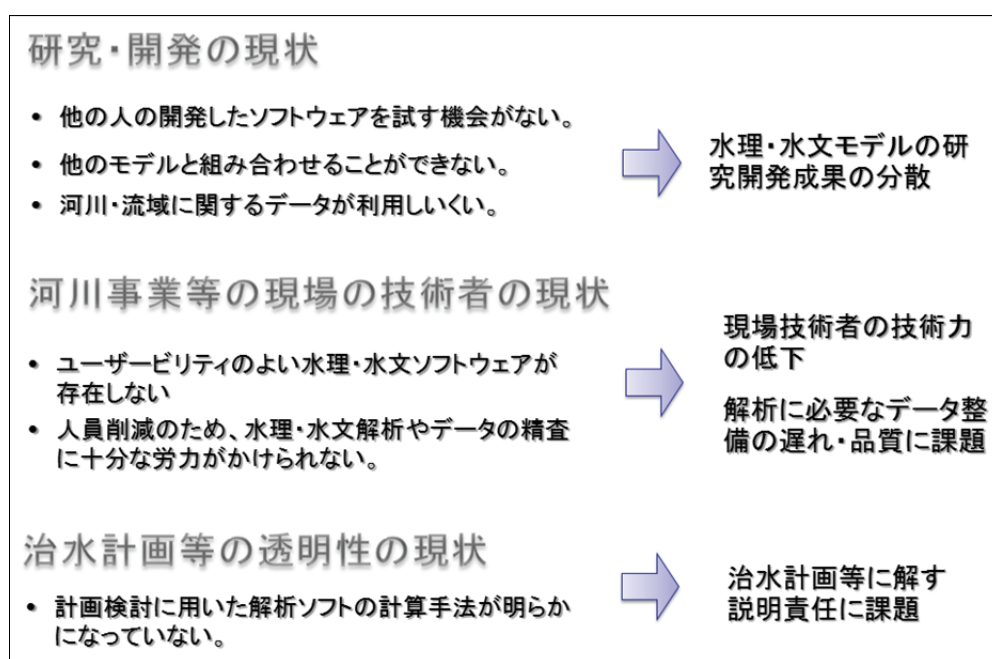 研究・開発の現状
• 他の人の開発したソフトウェアを試す機会がない。
• 他のモデルと組み合わせることができない。
• 河川・流域に関するデータが利用しいくい。
水理・水文モデルの研
究開発成果の分散
河川事業等の現場の技術者の現状
• ユーザービリティのよい水理・水文ソフトウェアが
存在しない
• 人員削減のため、水理・水文解析やデータの精査
に十分な労力がかけられない。
現場技術者の技術力
の低下
解析に必要なデータ整
備の遅れ・品質に課題
治水計画等の透明性の現状
• 計画検討に用いた解析ソフトの計算手法が明らか
になっていない。
治水計画等に解す
説明責任に課題